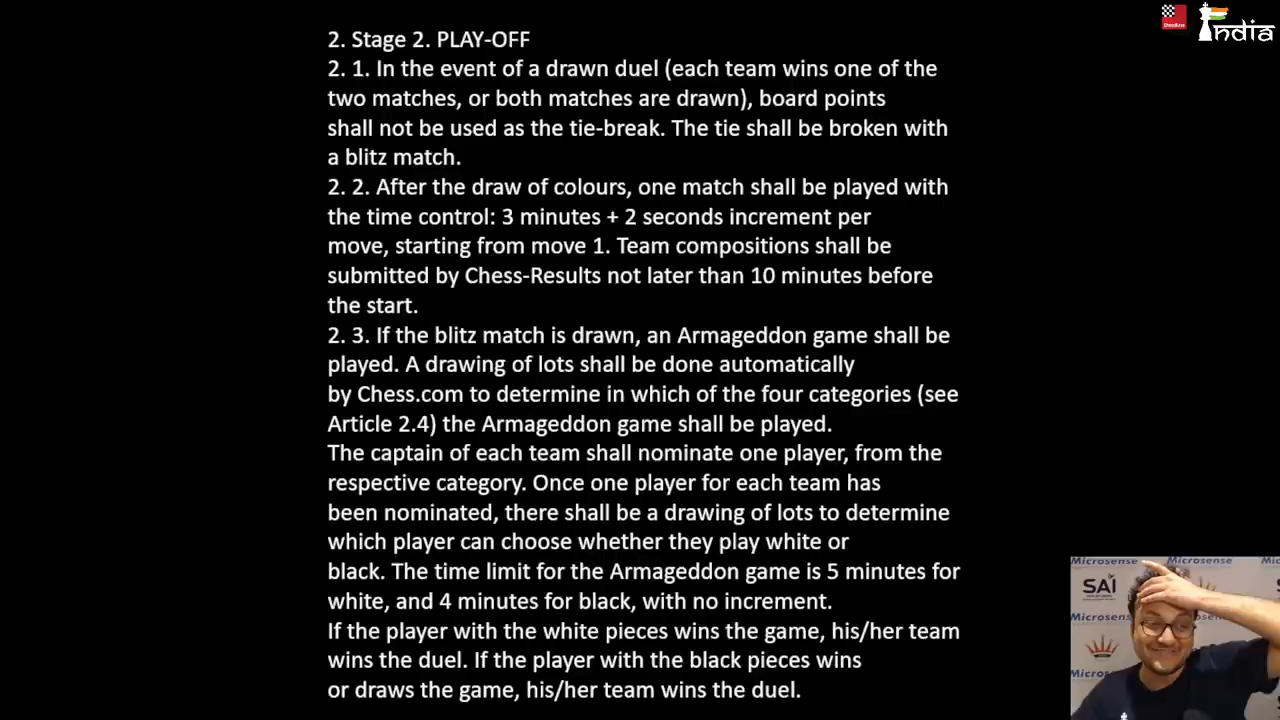 2. Stage 2. PLAY-OFF
2. 1. In the event of a drawn duel (each team wins one of the
two matches, or both matches are drawn), board points
shall not be used as the tie-break. The tie shall be broken with
a blitz match.
2. 2. After the draw of colours, one match shall be played with
the time control: 3 minutes + 2 seconds increment per
move, starting from move 1. Team compositions shall be
submitted by Chess-Results not later than 10 minutes before
the start.
2. 3. If the blitz match is drawn, an Armageddon game shall be
played. A drawing of lots shall be done automatically
by Chess.com to determine in which of the four categories (see
Article 2.4) the Armageddon game shall be played.
The captain of each team shall nominate one player, from the
respective category. Once one player for each team has
been nominated, there shall be a drawing of lots to determine
which player can choose whether they play white or
black. The time limit for the Armageddon game is 5 minutes for
white, and 4 minutes for black, with no increment.
If the player with the white pieces wins the game, his/her team
wins the duel. If the player with the black pieces wins
or draws the game, his/her team wins the duel.
ChessBase
India
Microsense Microsense
SAI
Microsense